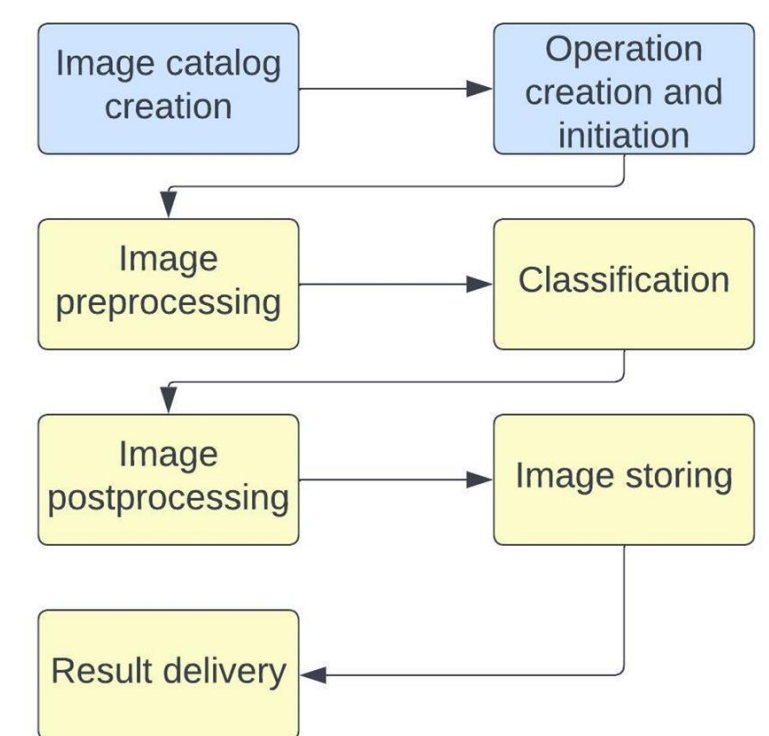 Image catalog
creation
Operation
creation and
initiation
Image
preprocessing
Classification
Image
postprocessing
Image storing
Result delivery